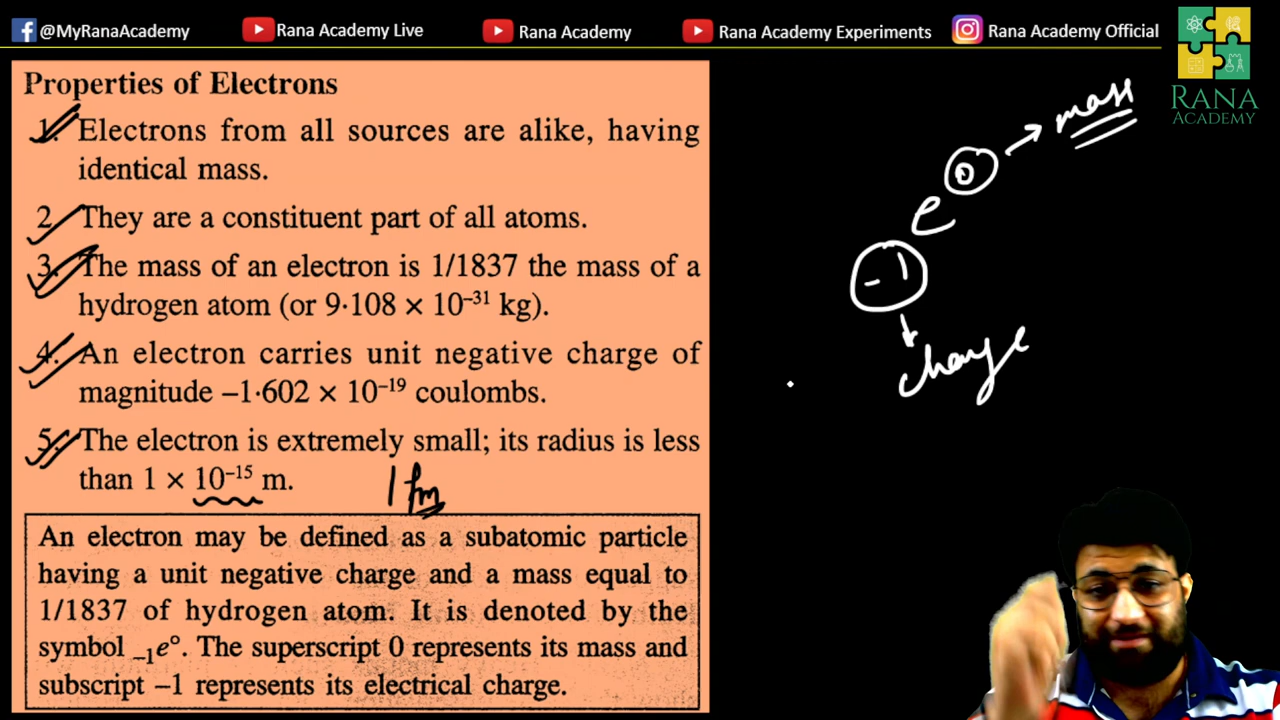 @MyRanaAcademy
Rana Academy Live
Rana Academy
Rana Academy Experiments
Rana Academy Official
RANA
ACADEMY
Properties of Electrons
1. Electrons from all sources are alike, having
identical mass.
2. They are a constituent part of all atoms.
3. The mass of an electron is 1/1837 the mass of a
hydrogen atom (or 9·108 × 10⁻³¹ kg).
4. An electron carries unit negative charge of
magnitude –1·602 × 10⁻¹⁹ coulombs.
5. The electron is extremely small; its radius is less
than 1 × 10⁻¹⁵ m.
1 fm
An electron may be defined as a subatomic particle
having a unit negative charge and a mass equal to
1/1837 of hydrogen atom. It is denoted by the
symbol ₋₁e°. The superscript 0 represents its mass and
subscript –1 represents its electrical charge.
mass
0
e
-1
charge